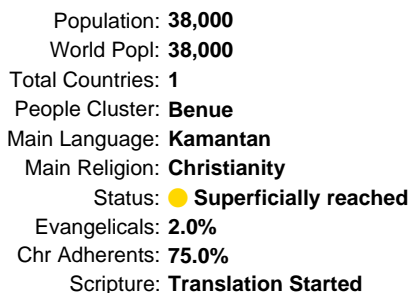 Population: 38,000
World Popl: 38,000
Total Countries: 1
People Cluster: Benue
Main Language: Kamantan
Main Religion: Christianity
Status: Superficially reached
Evangelicals: 2.0%
Chr Adherents: 75.0%
Scripture: Translation Started